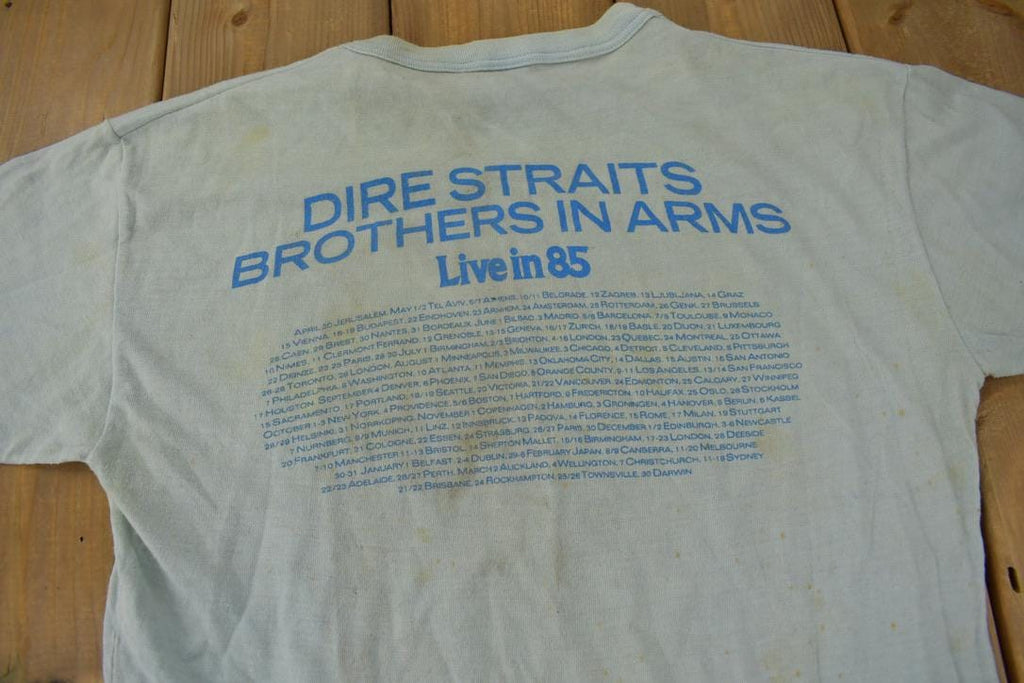 DIRE STRAITS
BROTHERS IN ARMS
Live in 85
APRIL 30 JERUSALEM, MAY 1/2 TEL AVIV, 6/7 ATHENS, 10/11 BELGRADE, 12 ZAGREB, 13 LJUBLJANA, 14 GRAZ
15 VIENNA, 18-19 BUDAPEST, 22 EINDHOVEN, 23 ARNHEM, 24 AMSTERDAM, 25 ROTTERDAM, 26 GENK, 27 BRUSSELS
28 CAEN, 29 BREST, 30 NANTES, 31 BORDEAUX, JUNE 1 BILBAO, 3 MADRID, 5/6 BARCELONA, 7/8 TOULOUSE, 9 MONACO
10 NIMES, 11 CLERMONT FERRAND, 12 GRENOBLE, 13-15 GENEVA, 16/17 ZURICH, 18/19 BASLE, 20 DIJON, 21 LUXEMBOURG
22 DEINZE, 23 25 PARIS, 28 30 JULY 1 BIRMINGHAM, 2/3 BRIGHTON, 4-16 LONDON, 23 QUEBEC, 24 MONTREAL, 25 OTTAWA
26-28 TORONTO, 29 LONDON, AUGUST 1 MINNEAPOLIS, 2 MILWAUKEE, 3 CHICAGO, 4 DETROIT, 5 CLEVELAND, 6 PITTSBURGH
7 PHILADELPHIA, 8 WASHINGTON, 10 ATLANTA, 11 MEMPHIS, 13 OKLAHOMA CITY, 14 DALLAS, 15 AUSTIN, 16 SAN ANTONIO
17 HOUSTON, SEPTEMBER 4 DENVER, 6 PHOENIX, 7 SAN DIEGO, 8 ORANGE COUNTY, 9-11 LOS ANGELES, 13/14 SAN FRANCISCO
15 SACRAMENTO, 17 PORTLAND, 18/19 SEATTLE, 20 VICTORIA, 21/22 VANCOUVER, 24 EDMONTON, 25 CALGARY, 27 WINNIPEG
OCTOBER 1-3 NEW YORK, 4 PROVIDENCE, 5/6 BOSTON, 7 HARTFORD, 9 FREDERICTON, 10 HALIFAX, 25 OSLO, 26 STOCKHOLM
28/29 HELSINKI, 31 NORRKOPING, NOVEMBER 1 COPENHAGEN, 2 HAMBURG, 3 GRONINGEN, 4 HANOVER, 5 BERLIN, 6 KASSEL
7 NURNBERG, 8/9 MUNICH, 11 LINZ, 12 INNSBRUCK, 13 PADOVA, 14 FLORENCE, 15 ROME, 17 MILAN, 19 STUTTGART
20 FRANKFURT, 21 COLOGNE, 22 ESSEN, 24 STRASBURG, 26/27 PARIS, 30 DECEMBER 1/2 EDINBURGH, 3-6 NEWCASTLE
7-10 MANCHESTER 11-13 BRISTOL, 14 SHEPTON MALLET, 15/16 BIRMINGHAM, 17-23 LONDON, 28 DEESIDE
30-31 JANUARY 1 BELFAST, 2-4 DUBLIN, 29-6 FEBRUARY JAPAN, 8/9 CANBERRA, 11-20 MELBOURNE
22/23 ADELAIDE, 26/27 PERTH, MARCH 2 AUCKLAND, 4 WELLINGTON, 7 CHRISTCHURCH, 11-19 SYDNEY
21/22 BRISBANE, 24 ROCKHAMPTON, 25/26 TOWNSVILLE, 30 DARWIN